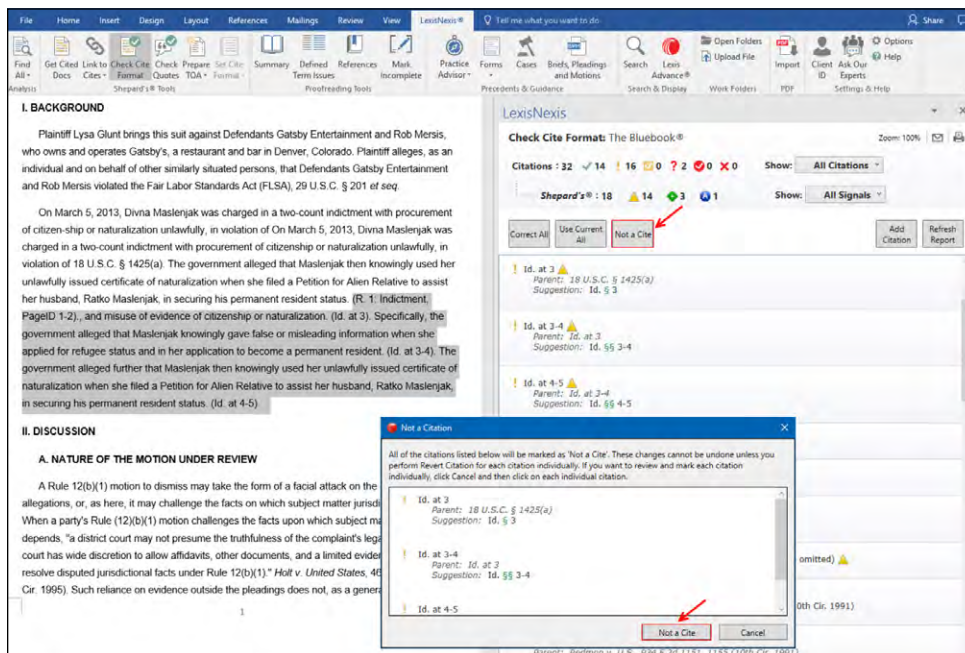 File Home Insert Design Layout References Mailings Review View LexisNexis® Tell me what you want to do Share
Find All Get Cited Docs Link to Cites Check Cite Format Check Quotes Prepare TOA Set Cite Format Summary Defined Term Issues References Mark Incomplete Practice Advisor Forms Cases Briefs, Pleadings and Motions Search Lexis Advance® Open Folders Upload File Import Client ID Ask Our Experts Options Help
Analysis Shepard's® Tools Proofreading Tools Precedents & Guidance Search & Display Work Folders PDF Settings & Help
I. BACKGROUND
Plaintiff Lysa Glunt brings this suit against Defendants Gatsby Entertainment and Rob Mersis,
who owns and operates Gatsby's, a restaurant and bar in Denver, Colorado. Plaintiff alleges, as an
individual and on behalf of other similarly situated persons, that Defendants Gatsby Entertainment
and Rob Mersis violated the Fair Labor Standards Act (FLSA), 29 U.S.C. § 201 et seq.
On March 5, 2013, Divna Maslenjak was charged in a two-count indictment with procurement
of citizen-ship or naturalization unlawfully, in violation of On March 5, 2013, Divna Maslenjak was
charged in a two-count indictment with procurement of citizenship or naturalization unlawfully, in
violation of 18 U.S.C. § 1425(a). The government alleged that Maslenjak then knowingly used her
unlawfully issued certificate of naturalization when she filed a Petition for Alien Relative to assist
her husband, Ratko Maslenjak, in securing his permanent resident status. (R. 1: Indictment,
PageID 1-2)., and misuse of evidence of citizenship or naturalization. (Id. at 3). Specifically, the
government alleged that Maslenjak knowingly gave false or misleading information when she
applied for refugee status and in her application to become a permanent resident. (Id. at 3-4). The
government alleged further that Maslenjak then knowingly used her unlawfully issued certificate of
naturalization when she filed a Petition for Alien Relative to assist her husband, Ratko Maslenjak,
in securing his permanent resident status. (Id. at 4-5)
II. DISCUSSION
A. NATURE OF THE MOTION UNDER REVIEW
A Rule 12(b)(1) motion to dismiss may take the form of a facial attack on the
allegations, or, as here, it may challenge the facts on which subject matter
When a party's Rule (12)(b)(1) motion challenges the facts upon which subject
depends, "a district court may not presume the truthfulness of the complaint's
court has wide discretion to allow affidavits, other documents, and a limited
resolve disputed jurisdictional facts under Rule 12(b)(1)." Holt v. United States,
Cir. 1995). Such reliance on evidence outside the pleadings does not, as a
1
LexisNexis
Check Cite Format: The Bluebook® Zoom: 100%
Citations : 32 14 16 0 2 0 0 Show: All Citations
Shepard's® : 18 14 3 1 Show: All Signals
Correct All Use Current All Not a Cite Add Citation Refresh Report
! Id. at 3
Parent: 18 U.S.C. § 1425(a)
Suggestion: Id. § 3
! Id. at 3-4
Parent: Id. at 3
Suggestion: Id. §§ 3-4
! Id. at 4-5
Parent: Id. at 3-4
Suggestion: Id. §§ 4-5
omitted)
10th Cir. 1991)
Not a Citation
All of the citations listed below will be marked as 'Not a Cite'. These changes cannot be undone unless you
perform Revert Citation for each citation individually. If you want to review and mark each citation
individually, click Cancel and then click on each individual citation.
! Id. at 3
Parent: 18 U.S.C. § 1425(a)
Suggestion: Id. § 3
! Id. at 3-4
Parent: Id. at 3
Suggestion: Id. §§ 3-4
! Id. at 4-5
Not a Cite Cancel